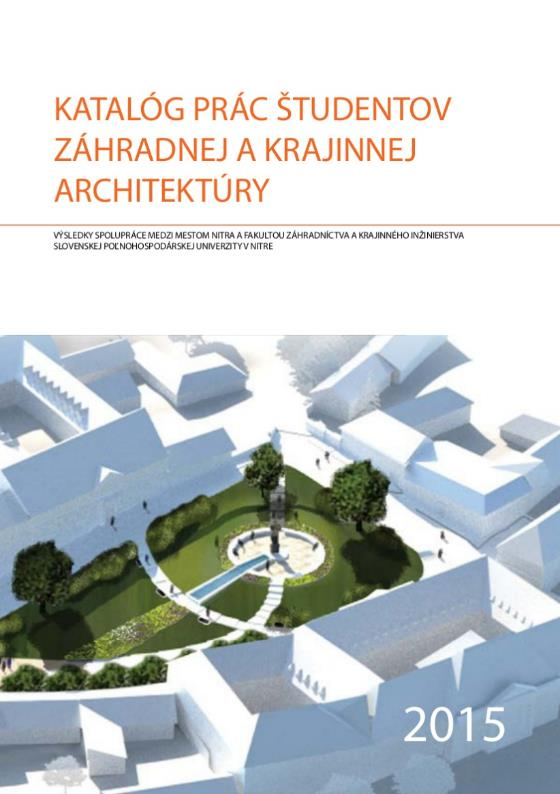 KATALÓG PRÁC ŠTUDENTOV
ZÁHRADNEJ A KRAJINNEJ
ARCHITEKTÚRY
VÝSLEDKY SPOLUPRÁCE MEDZI MESTOM NITRA A FAKULTOU ZÁHRADNÍCTVA A KRAJINNÉHO INŽINIERSTVA
SLOVENSKEJ POĽNOHOSPODÁRSKEJ UNIVERZITY V NITRE
2015